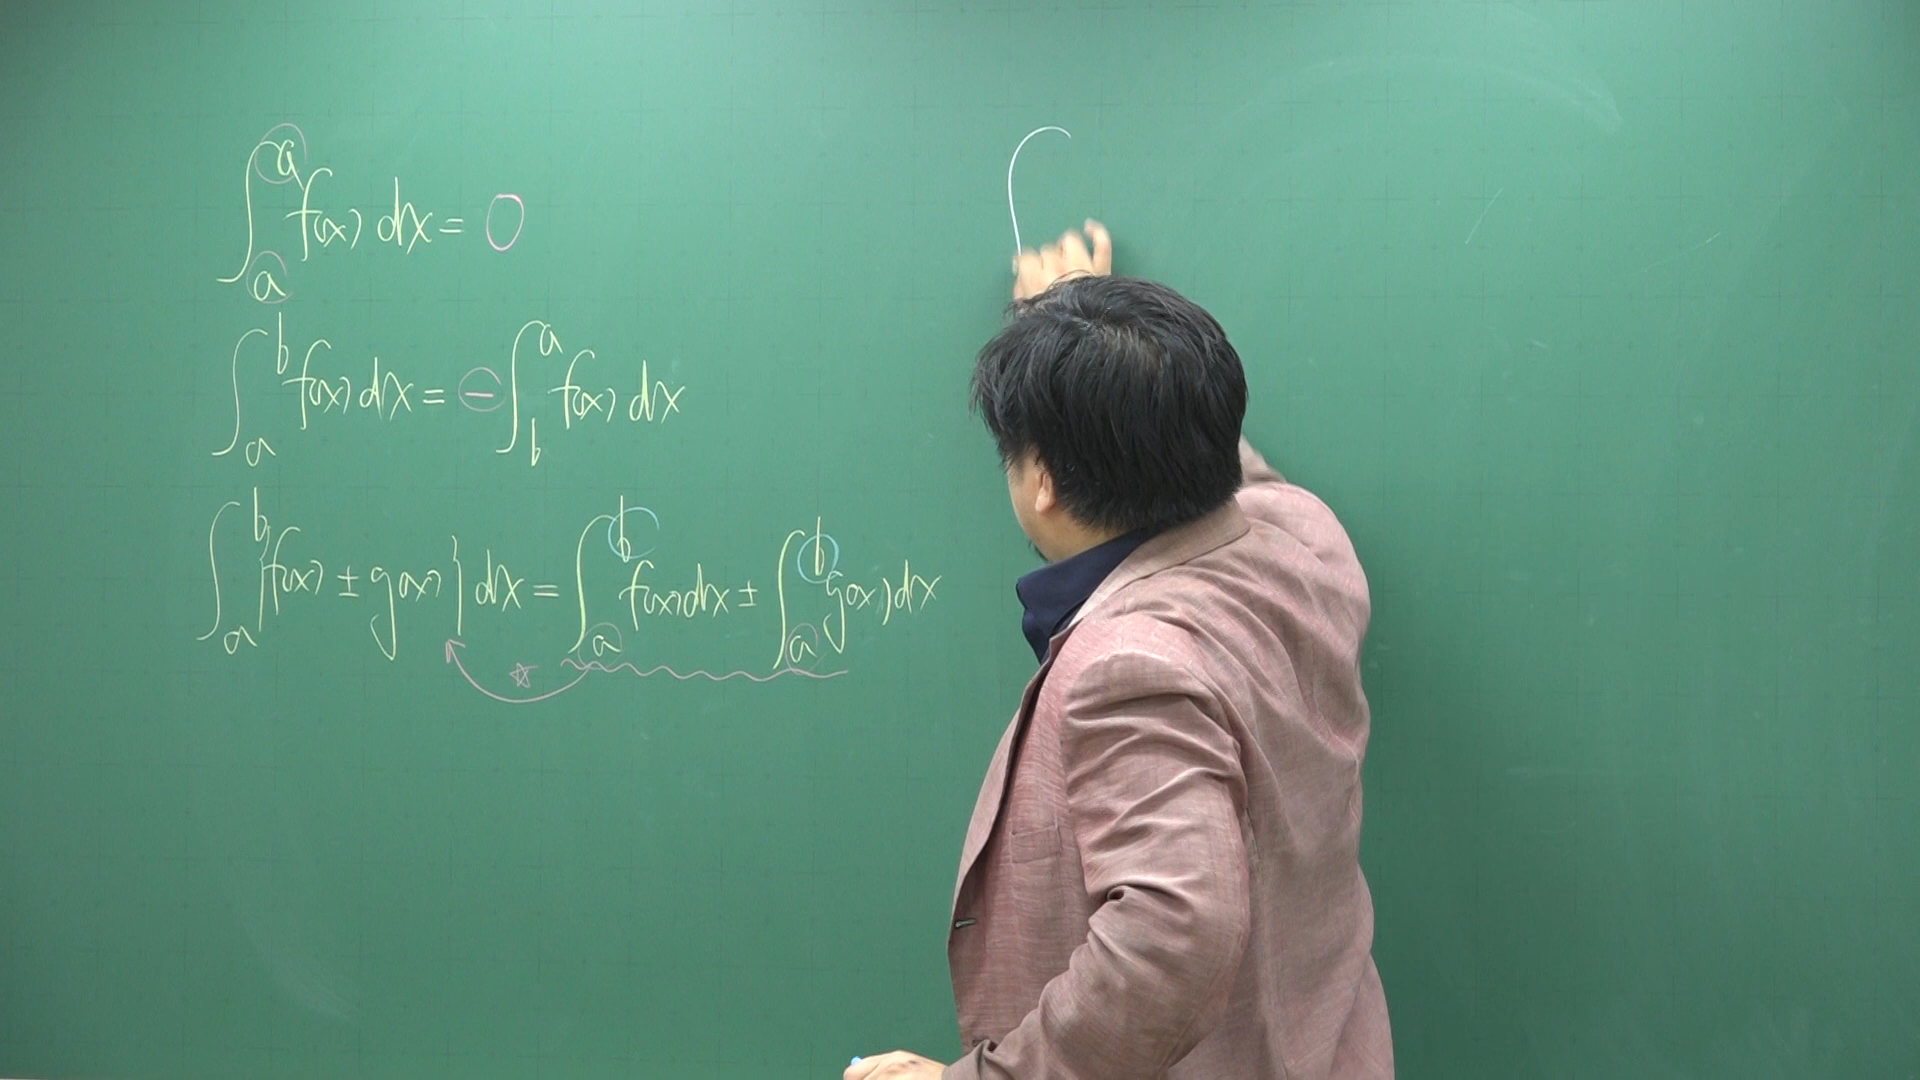 ∫_a^a f(x) dx = 0
∫_a^b f(x) dx = - ∫_b^a f(x) dx
∫_a^b {f(x) ± g(x)} dx = ∫_a^b f(x) dx ± ∫_a^b g(x) dx
☆
∫